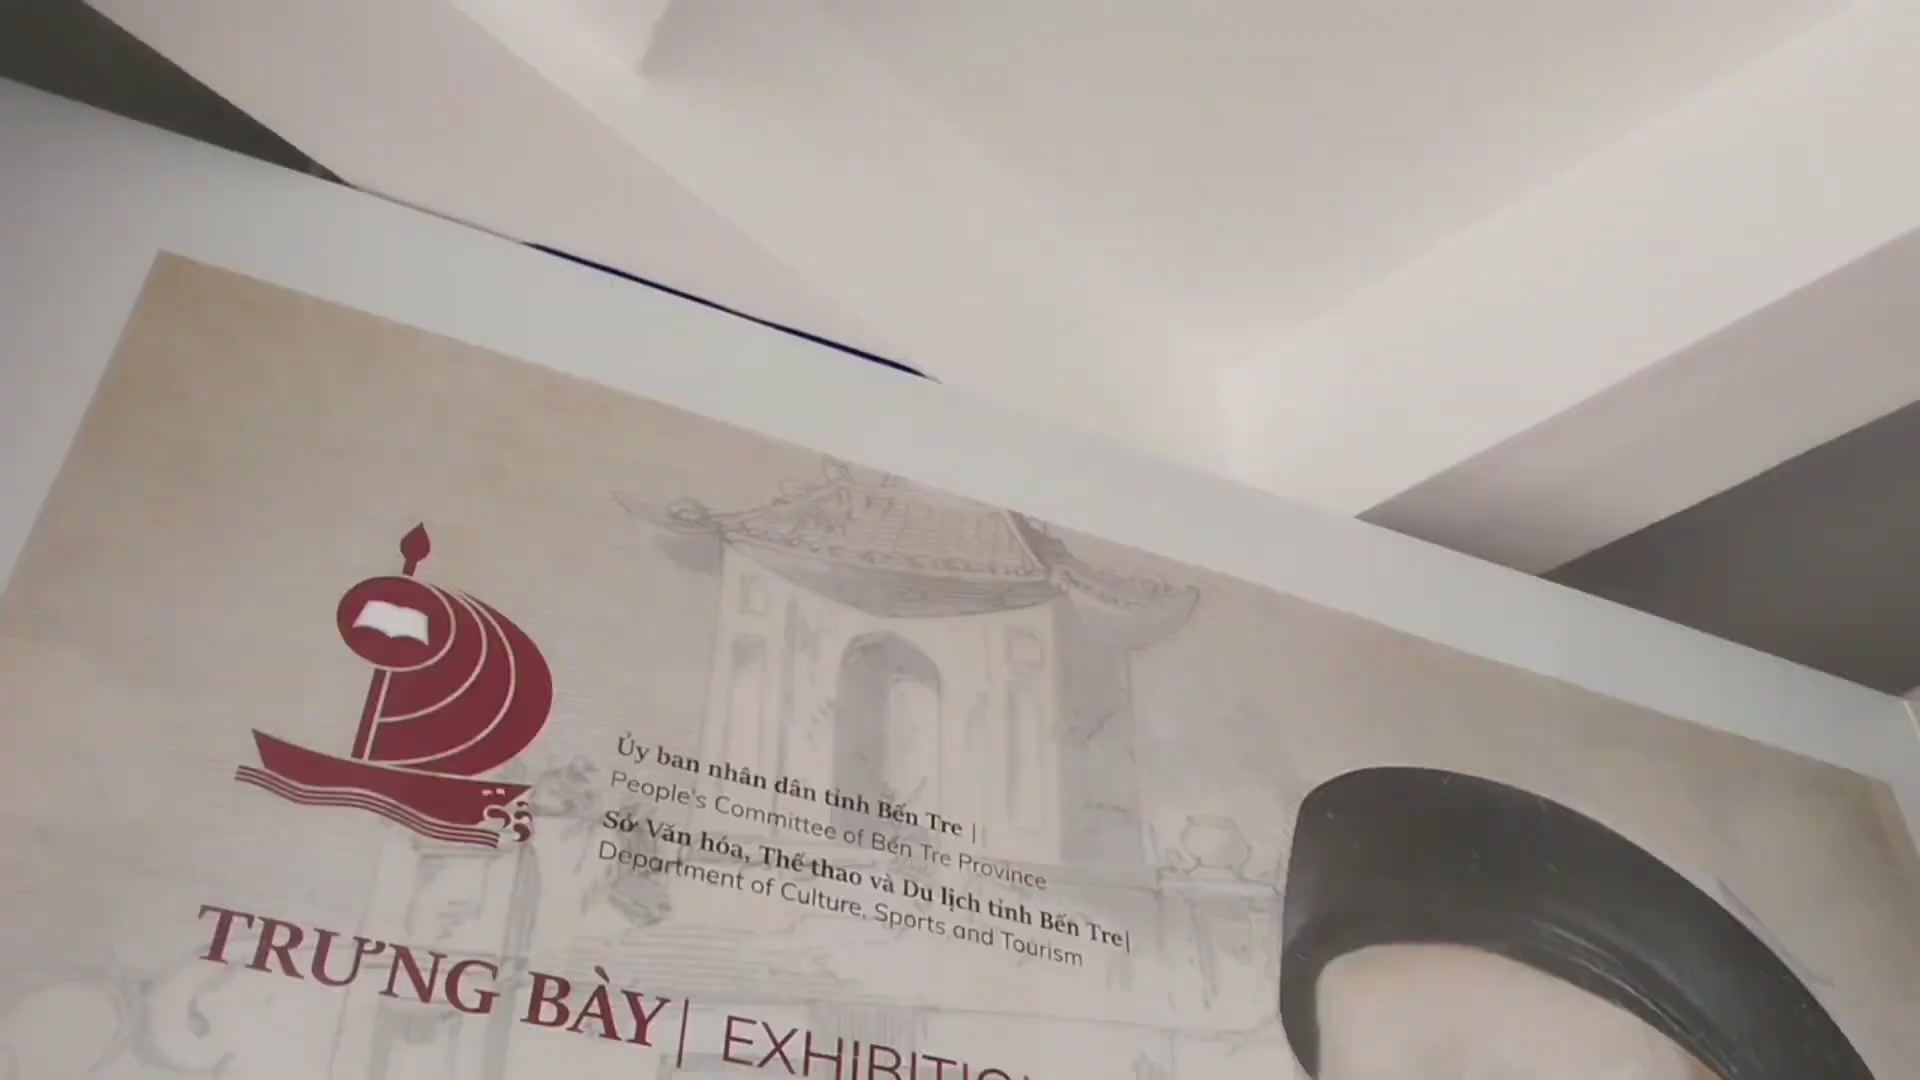 Ủy ban nhân dân tỉnh Bến Tre |
People's Committee of Bến Tre Province
Sở Văn hóa, Thể thao và Du lịch tỉnh Bến Tre|
Department of Culture, Sports and Tourism
TRƯNG BÀY| EXHIBITION